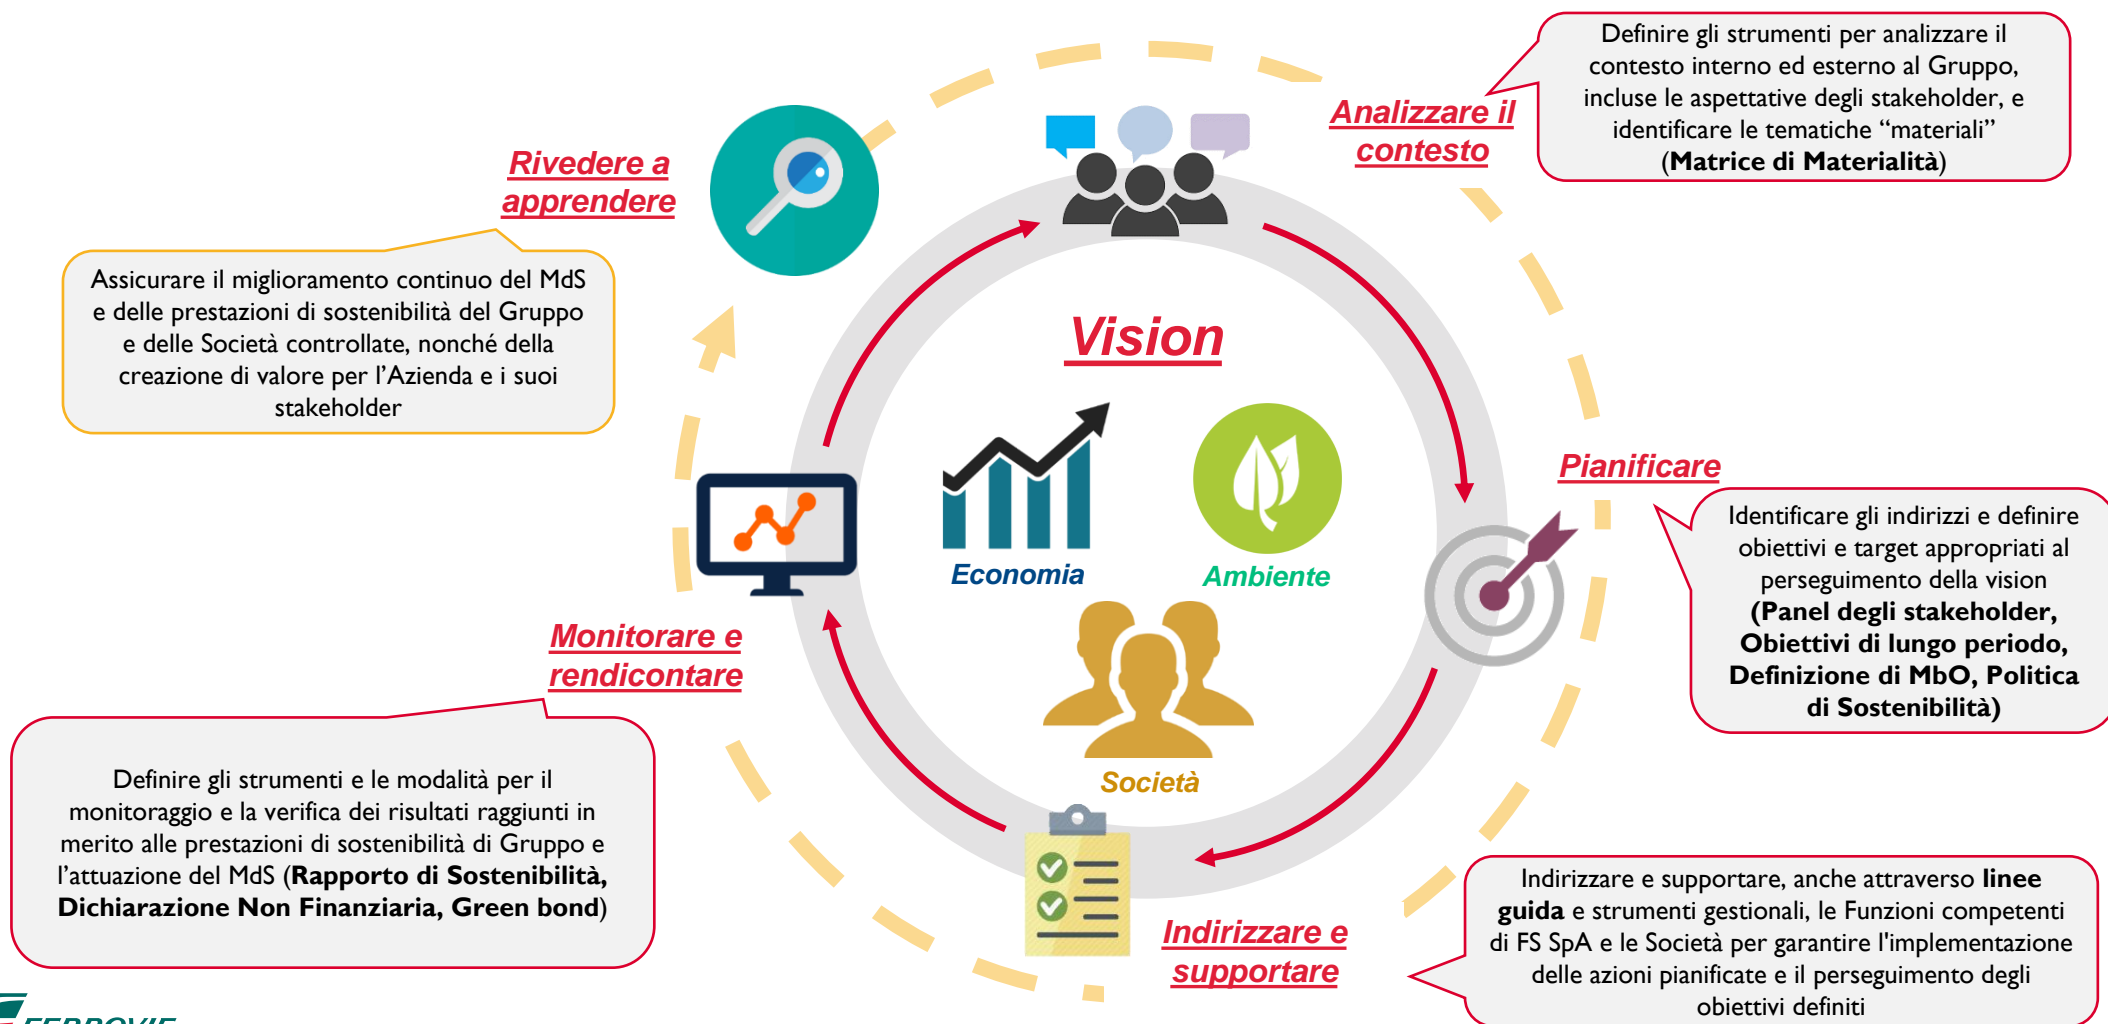 Definire gli strumenti per analizzare il
contesto interno ed esterno al Gruppo,
incluse le aspettative degli stakeholder, e
identificare le tematiche “materiali”
(Matrice di Materialità)
Analizzare il
contesto
Rivedere a
apprendere
Assicurare il miglioramento continuo del MdS
e delle prestazioni di sostenibilità del Gruppo
e delle Società controllate, nonché della
creazione di valore per l’Azienda e i suoi
stakeholder
Vision
Economia
Ambiente
Società
Pianificare
Identificare gli indirizzi e definire
obiettivi e target appropriati al
perseguimento della vision
(Panel degli stakeholder,
Obiettivi di lungo periodo,
Definizione di MbO, Politica
di Sostenibilità)
Monitorare e
rendicontare
Definire gli strumenti e le modalità per il
monitoraggio e la verifica dei risultati raggiunti in
merito alle prestazioni di sostenibilità di Gruppo e
l’attuazione del MdS (Rapporto di Sostenibilità,
Dichiarazione Non Finanziaria, Green bond)
Indirizzare e
supportare
Indirizzare e supportare, anche attraverso linee
guida e strumenti gestionali, le Funzioni competenti
di FS SpA e le Società per garantire l'implementazione
delle azioni pianificate e il perseguimento degli
obiettivi definiti
FERROVIE